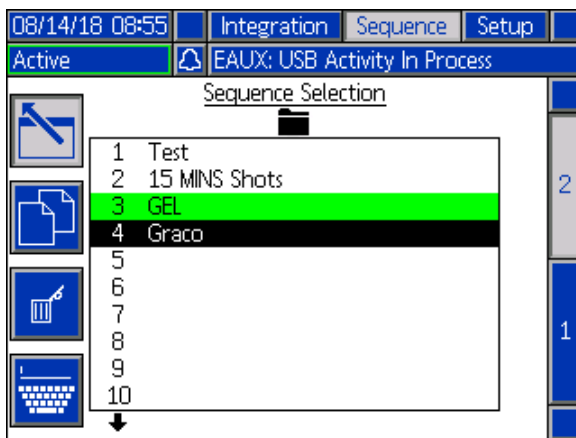 08/14/18 08:55 Integration Sequence Setup
Active EAUX: USB Activity In Process
Sequence Selection
1 Test
2 15 MINS Shots
3 GEL
4 Graco
5
6
7
8
9
10
2
1